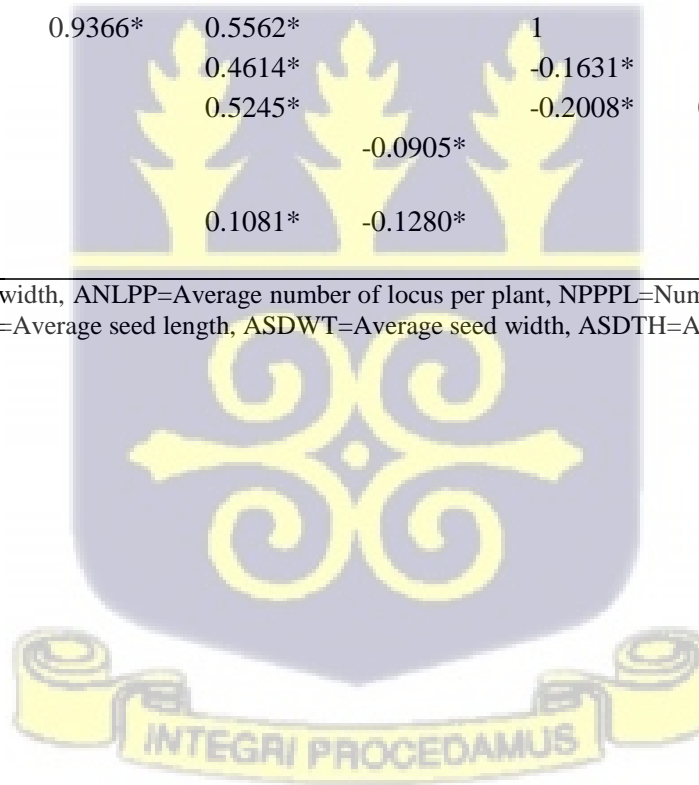 0.9366* 0.5562* 1
0.4614* -0.1631*
0.5245* -0.2008*
-0.0905*
0.1081* -0.1280*
width, ANLPP=Average number of locus per plant, NPPPL=Num
=Average seed length, ASDWT=Average seed width, ASDTH=A
INTEGRI PROCEDAMUS